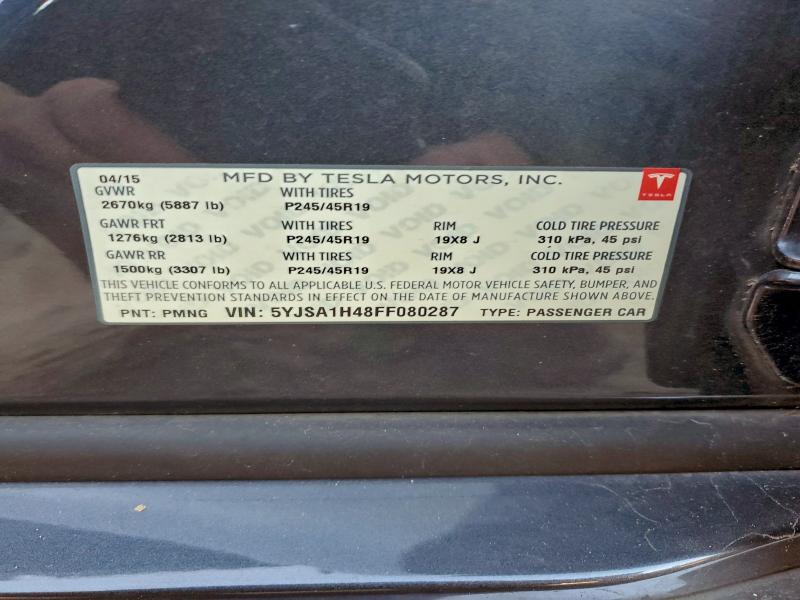 04/15 MFD BY TESLA MOTORS, INC.
GVWR WITH TIRES
2670kg (5887 lb) P245/45R19
TESLA
GAWR FRT WITH TIRES RIM COLD TIRE PRESSURE
1276kg (2813 lb) P245/45R19 19X8 J 310 kPa, 45 psi
GAWR RR WITH TIRES RIM COLD TIRE PRESSURE
1500kg (3307 lb) P245/45R19 19X8 J 310 kPa, 45 psi
THIS VEHICLE CONFORMS TO ALL APPLICABLE U.S. FEDERAL MOTOR VEHICLE SAFETY, BUMPER, AND
THEFT PREVENTION STANDARDS IN EFFECT ON THE DATE OF MANUFACTURE SHOWN ABOVE.
PNT: PMNG VIN: 5YJSA1H48FF080287 TYPE: PASSENGER CAR